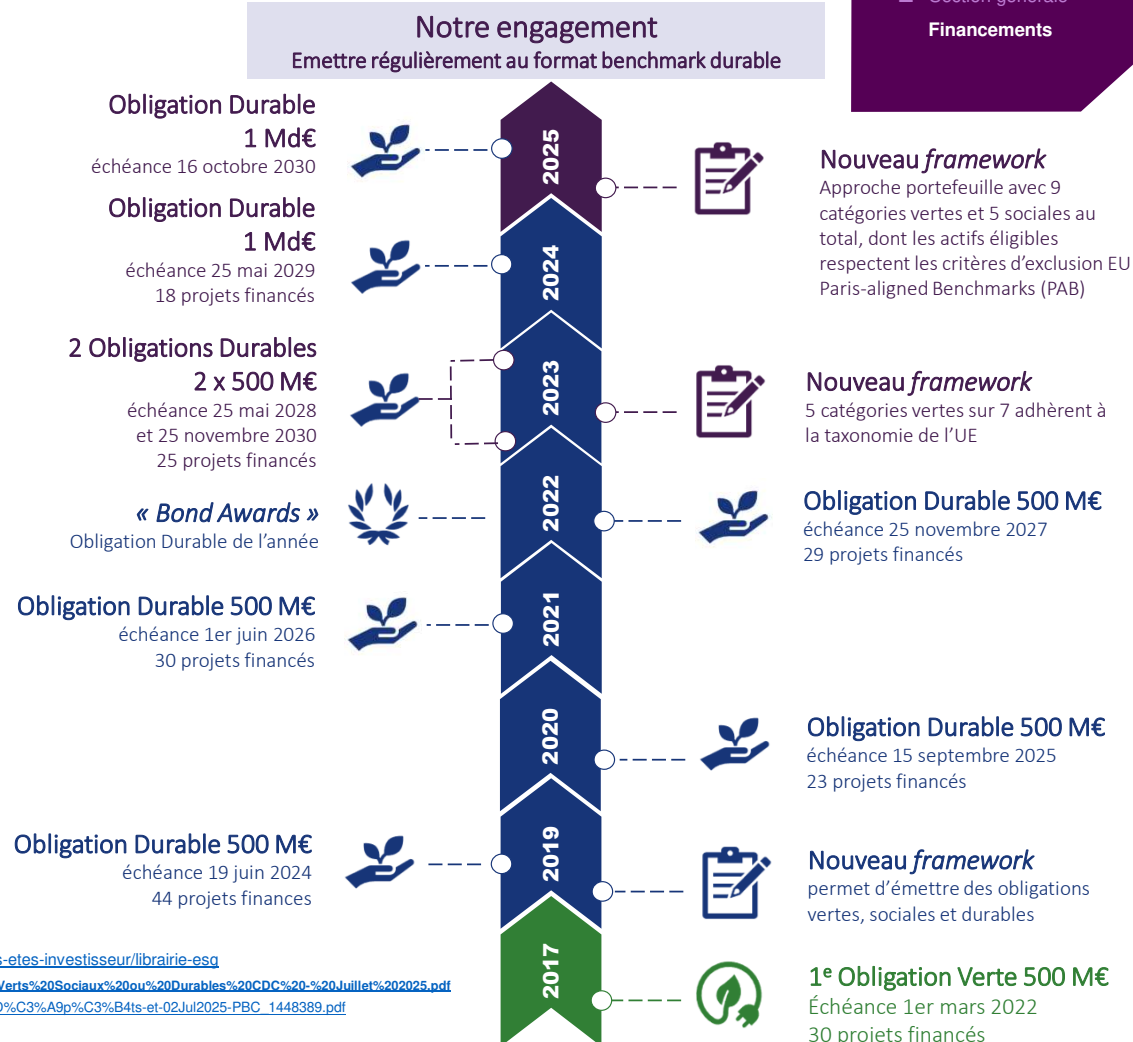 Section générale
Financements
Notre engagement
Emettre régulièrement au format benchmark durable
2025
Obligation Durable
1 Md€
échéance 16 octobre 2030
Nouveau framework
Approche portefeuille avec 9
catégories vertes et 5 sociales au
total, dont les actifs éligibles
respectent les critères d'exclusion EU
Paris-aligned Benchmarks (PAB)
2024
Obligation Durable
1 Md€
échéance 25 mai 2029
18 projets financés
2023
2 Obligations Durables
2 x 500 M€
échéance 25 mai 2028
et 25 novembre 2030
25 projets financés
Nouveau framework
5 catégories vertes sur 7 adhèrent à
la taxonomie de l'UE
2022
« Bond Awards »
Obligation Durable de l'année
Obligation Durable 500 M€
échéance 25 novembre 2027
29 projets financés
2021
Obligation Durable 500 M€
échéance 1er juin 2026
30 projets financés
2020
Obligation Durable 500 M€
échéance 15 septembre 2025
23 projets financés
2019
Obligation Durable 500 M€
échéance 19 juin 2024
44 projets finances
Nouveau framework
permet d'émettre des obligations
vertes, sociales et durables
2017
1e Obligation Verte 500 M€
Échéance 1er mars 2022
30 projets financés
s-etes-investisseur/librairie-esg
Verts%20Sociaux%20ou%20Durables%20CDC%20-%20Juillet%202025.pdf
D%C3%A9p%C3%B4ts-et-02Jul2025-PBC_1448389.pdf